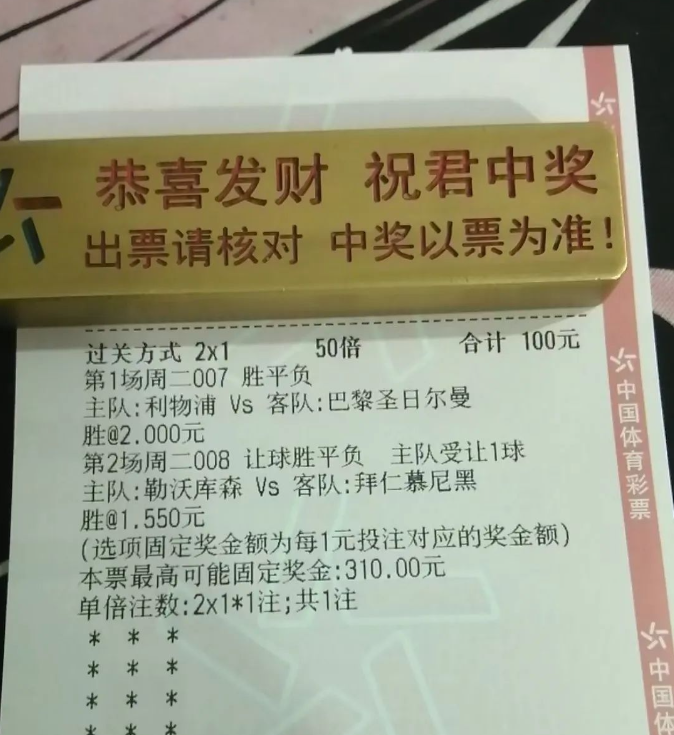 恭喜发财 祝君中奖
出票请核对 中奖以票为准!
过关方式 2x1 50倍 合计 100元
第1场周二007 胜平负
主队:利物浦 Vs 客队:巴黎圣日尔曼
胜@2.000元
第2场周二008 让球胜平负 主队受让1球
主队:勒沃库森 Vs 客队:拜仁慕尼黑
胜@1.550元
(选项固定奖金额为每1元投注对应的奖金额)
本票最高可能固定奖金:310.00元
单倍注数:2x1*1注;共1注
* * *
* * *
* * *
* * *
中国体育彩票
中国体